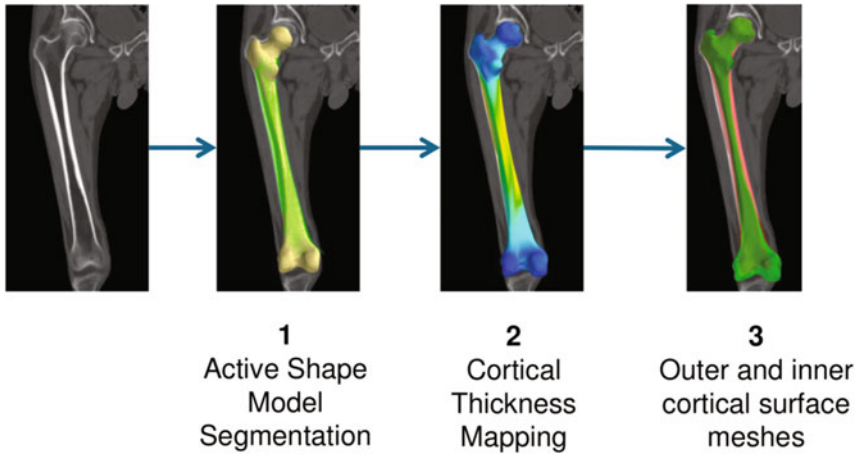 1
Active Shape
Model
Segmentation
2
Cortical
Thickness
Mapping
3
Outer and inner
cortical surface
meshes